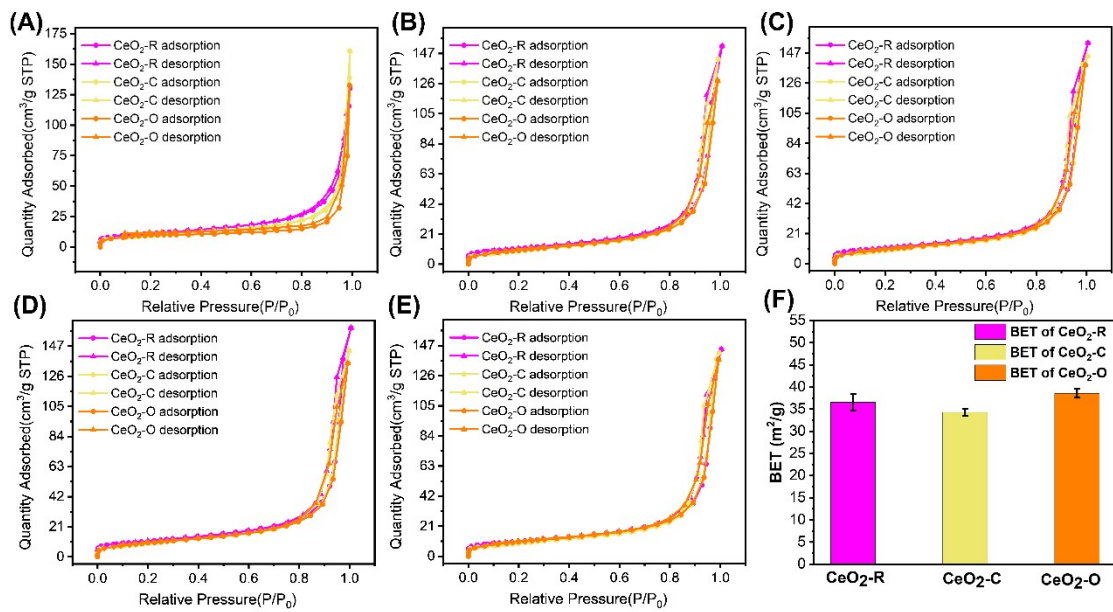 (A)
Quantity Adsorbed(cm³/g STP)
175
150
125
100
75
50
25
0
CeO₂-R adsorption
CeO₂-R desorption
CeO₂-C adsorption
CeO₂-C desorption
CeO₂-O adsorption
CeO₂-O desorption
0.0 0.2 0.4 0.6 0.8 1.0
Relative Pressure(P/P₀)
(B)
Quantity Adsorbed(cm³/g STP)
147
126
105
84
63
42
21
0
CeO₂-R adsorption
CeO₂-R desorption
CeO₂-C adsorption
CeO₂-C desorption
CeO₂-O adsorption
CeO₂-O desorption
0.0 0.2 0.4 0.6 0.8 1.0
Relative Pressure(P/P₀)
(C)
Quantity Adsorbed(cm³/g STP)
147
126
105
84
63
42
21
0
CeO₂-R adsorption
CeO₂-R desorption
CeO₂-C adsorption
CeO₂-C desorption
CeO₂-O adsorption
CeO₂-O desorption
0.0 0.2 0.4 0.6 0.8 1.0
Relative Pressure(P/P₀)
(D)
Quantity Adsorbed(cm³/g STP)
147
126
105
84
63
42
21
0
CeO₂-R adsorption
CeO₂-R desorption
CeO₂-C adsorption
CeO₂-C desorption
CeO₂-O adsorption
CeO₂-O desorption
0.0 0.2 0.4 0.6 0.8 1.0
Relative Pressure(P/P₀)
(E)
Quantity Adsorbed(cm³/g STP)
147
126
105
84
63
42
21
0
CeO₂-R adsorption
CeO₂-R desorption
CeO₂-C adsorption
CeO₂-C desorption
CeO₂-O adsorption
CeO₂-O desorption
0.0 0.2 0.4 0.6 0.8 1.0
Relative Pressure(P/P₀)
(F)
BET (m²/g)
55
50
45
40
35
30
25
20
15
10
5
0
BET of CeO₂-R
BET of CeO₂-C
BET of CeO₂-O
CeO₂-R CeO₂-C CeO₂-O